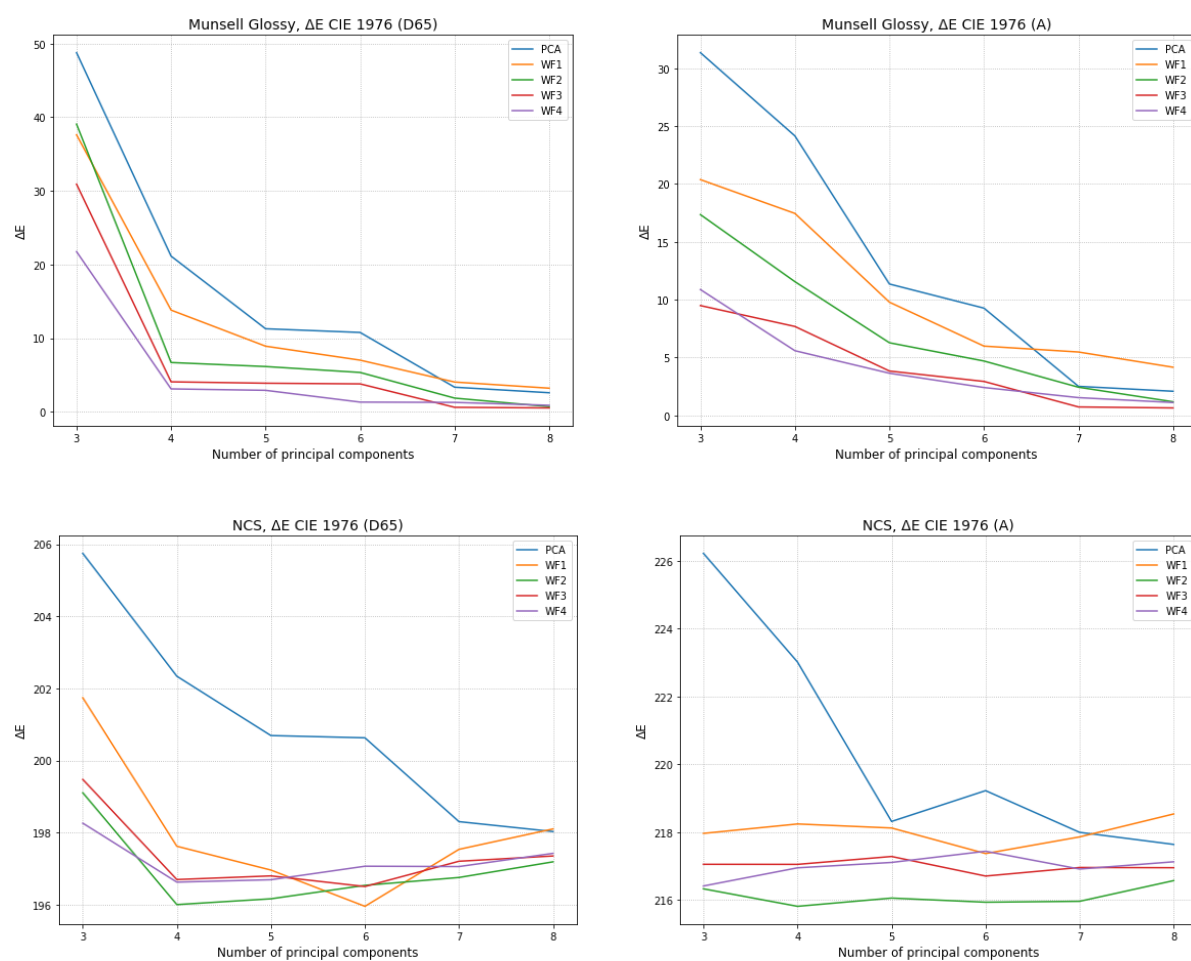 Munsell Glossy, ΔE CIE 1976 (D65)
50
40
30
20
10
0
ΔE
3 4 5 6 7 8
Number of principal components
PCA
WF1
WF2
WF3
WF4
Munsell Glossy, ΔE CIE 1976 (A)
30
25
20
15
10
5
0
ΔE
3 4 5 6 7 8
Number of principal components
PCA
WF1
WF2
WF3
WF4
NCS, ΔE CIE 1976 (D65)
206
204
202
200
198
196
ΔE
3 4 5 6 7 8
Number of principal components
PCA
WF1
WF2
WF3
WF4
NCS, ΔE CIE 1976 (A)
226
224
222
220
218
216
ΔE
3 4 5 6 7 8
Number of principal components
PCA
WF1
WF2
WF3
WF4